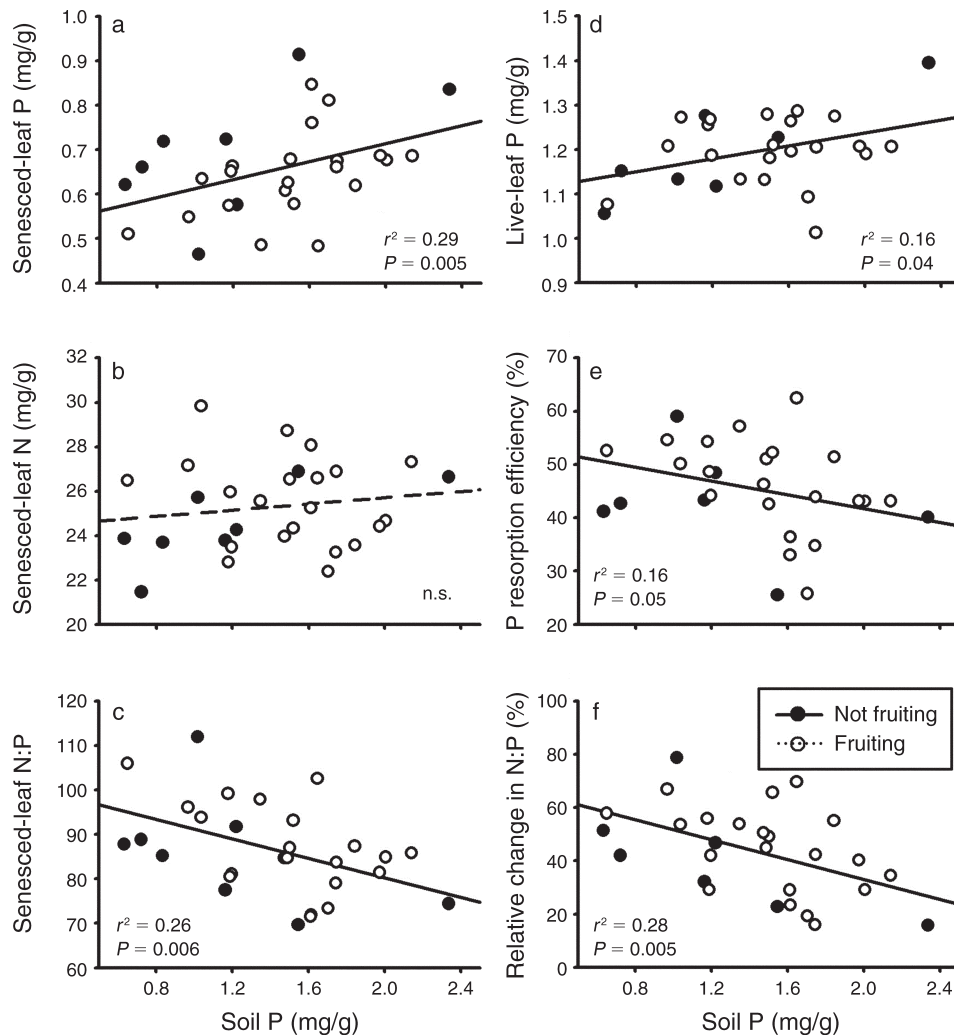 a
Senesced-leaf P (mg/g)
1.0
0.9
0.8
0.7
0.6
0.5
0.4
r² = 0.29
P = 0.005
d
Live-leaf P (mg/g)
1.5
1.4
1.3
1.2
1.1
1.0
0.9
r² = 0.16
P = 0.04
b
Senesced-leaf N (mg/g)
32
30
28
26
24
22
20
n.s.
e
P resorption efficiency (%)
70
60
50
40
30
20
r² = 0.16
P = 0.05
c
Senesced-leaf N:P
120
110
100
90
80
70
60
r² = 0.26
P = 0.006
0.8 1.2 1.6 2.0 2.4
Soil P (mg/g)
f
Relative change in N:P (%)
100
80
60
40
20
0
Not fruiting
Fruiting
r² = 0.28
P = 0.005
0.8 1.2 1.6 2.0 2.4
Soil P (mg/g)